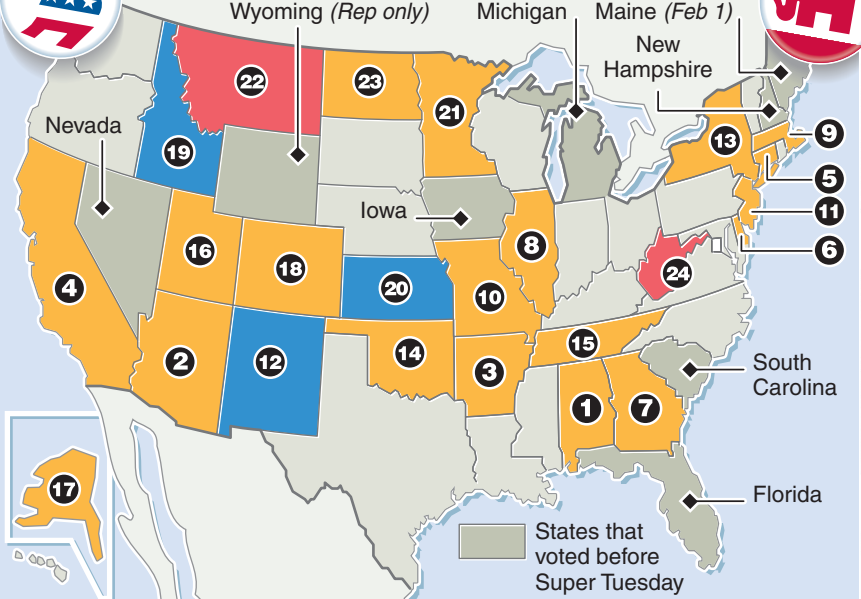 Wyoming (Rep only)
Michigan
Maine (Feb 1)
New
Hampshire
22
23
21
Nevada
19
13
9
5
Iowa
11
16
8
6
18
24
4
20
10
15
2
12
14
3
South
Carolina
1
7
17
Florida
States that
voted before
Super Tuesday